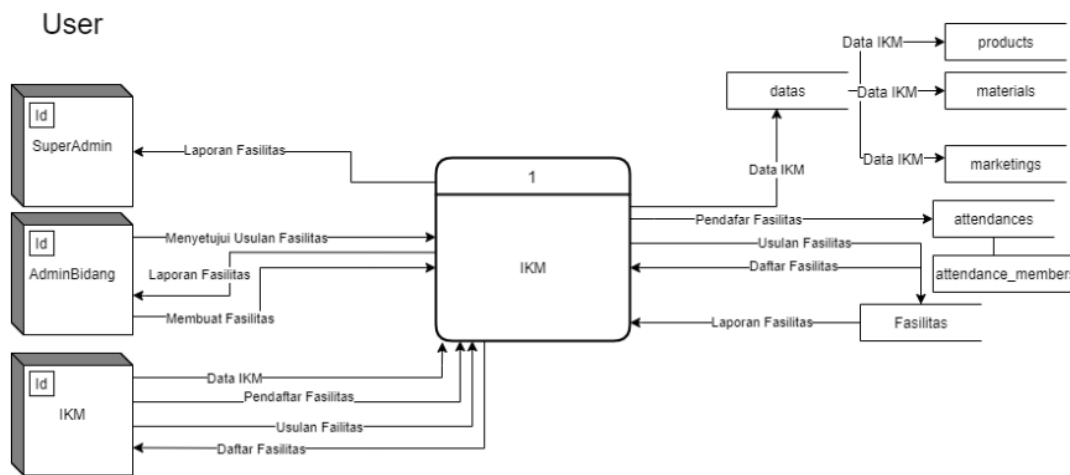 User
Id
SuperAdmin
Laporan Fasilitas
Id
AdminBidang
Menyetujui Usulan Fasilitas
Laporan Fasilitas
Membuat Fasilitas
Id
IKM
Data IKM
Pendaftar Fasilitas
Usulan Failitas
Daftar Fasilitas
1
IKM
Data IKM
datas
Data IKM
products
Data IKM
materials
Data IKM
marketings
Pendafar Fasilitas
attendances
attendance_members
Usulan Fasilitas
Daftar Fasilitas
Laporan Fasilitas
Fasilitas